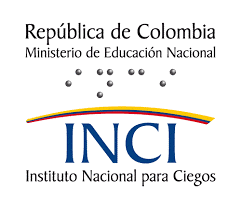 República de Colombia
Ministerio de Educación Nacional
⠊⠝⠉⠊
INCI
Instituto Nacional para Ciegos